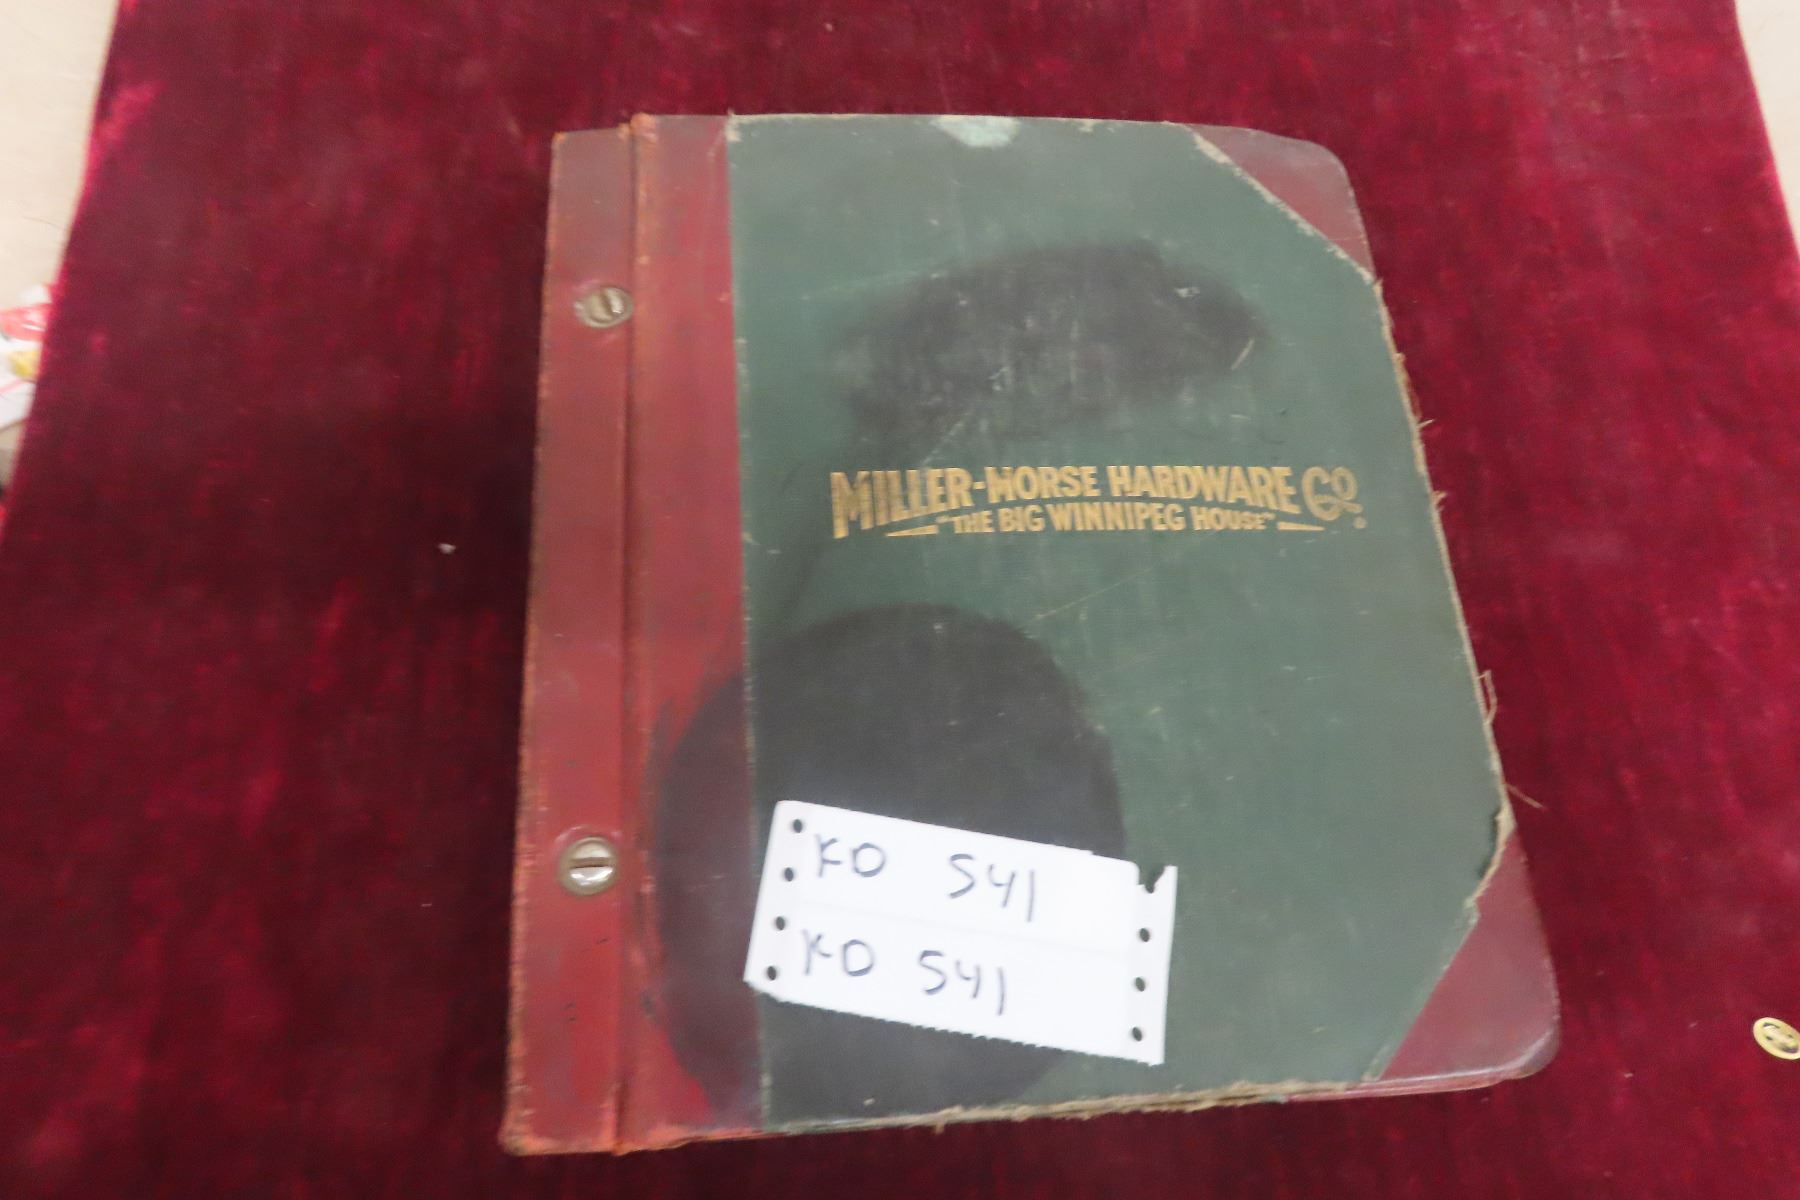 MILLER-MORSE HARDWARE CO.
"THE BIG WINNIPEG HOUSE"
KO 541
KO 541